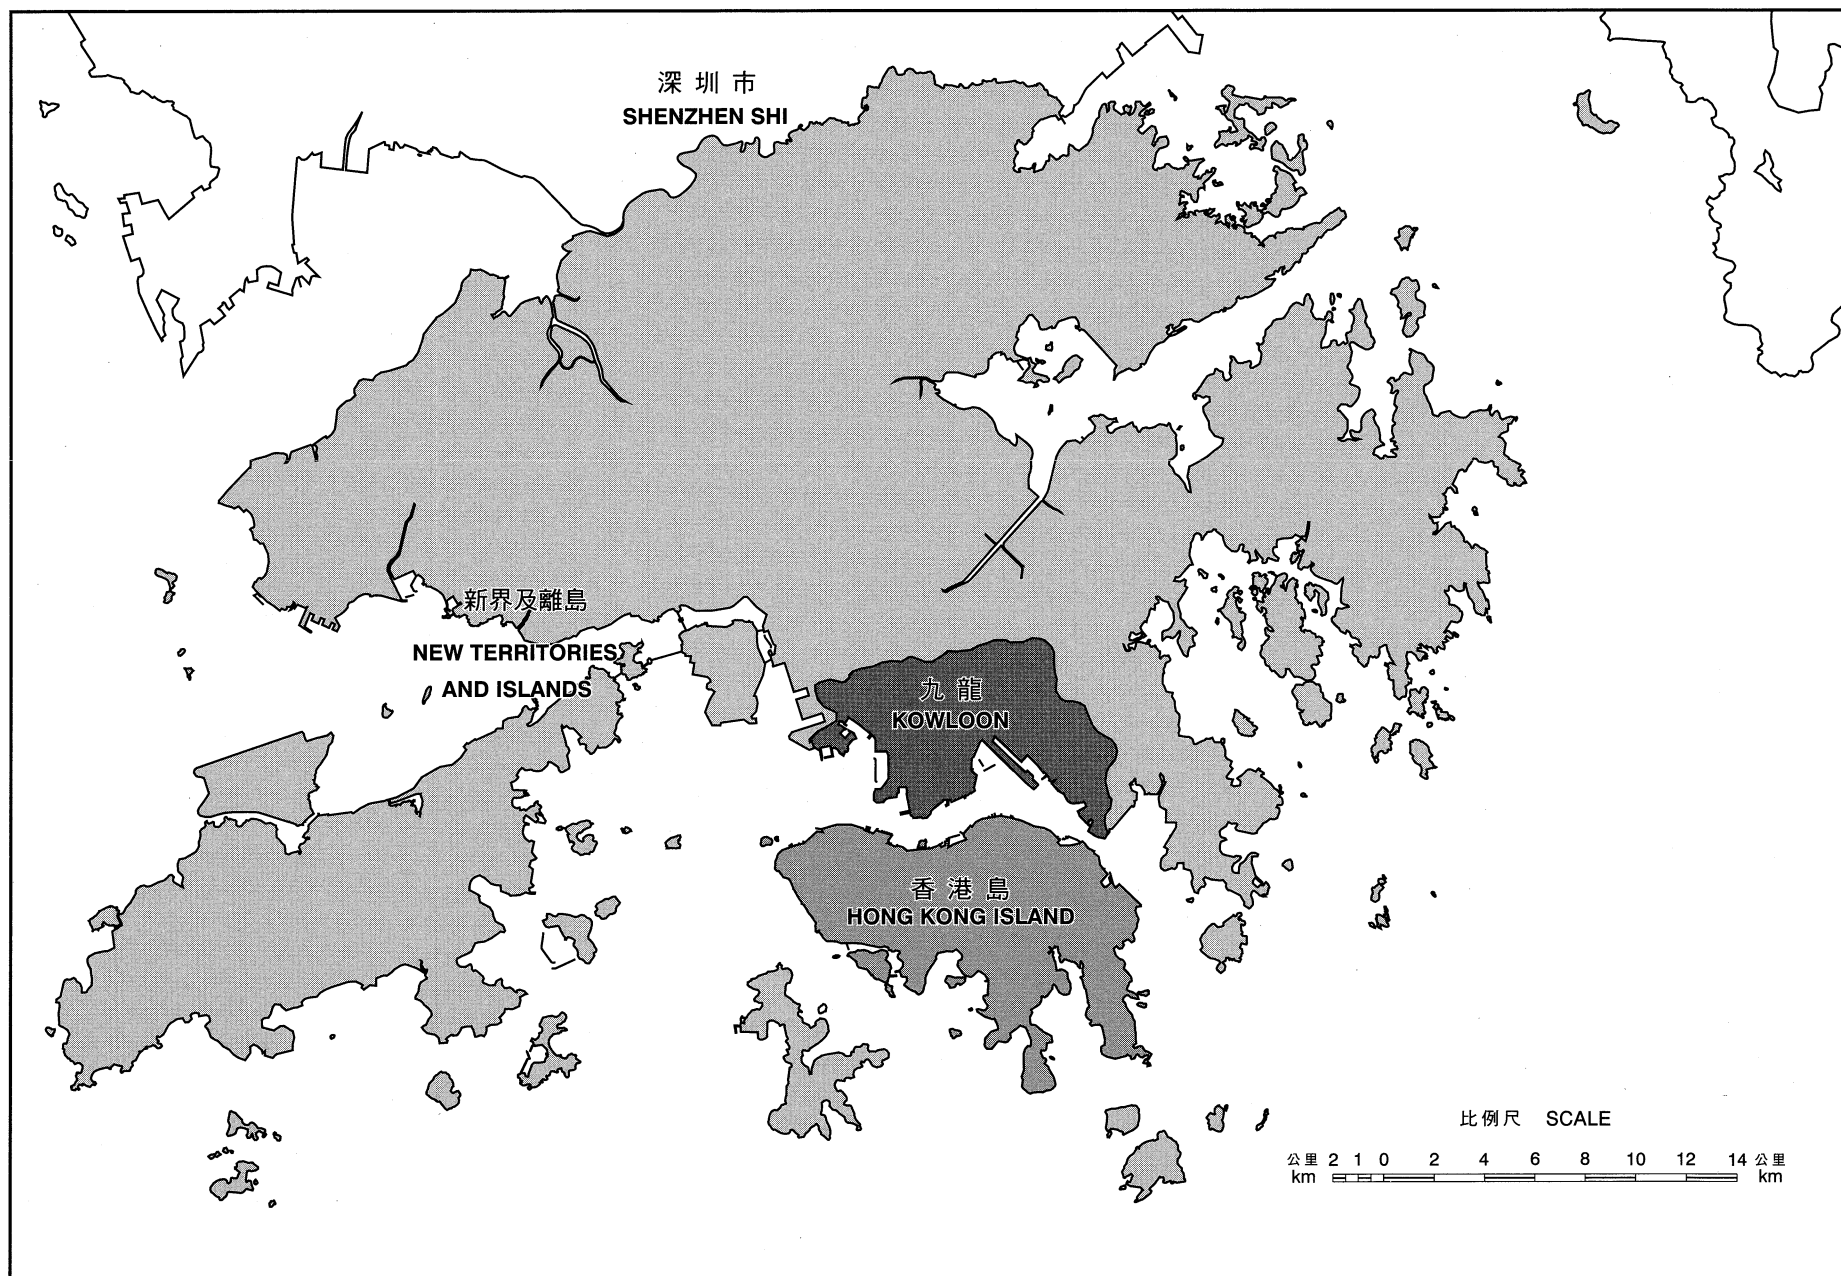 深圳市
SHENZHEN SHI
新界及離島
NEW TERRITORIES
AND ISLANDS
九龍
KOWLOON
香港島
HONG KONG ISLAND
比例尺 SCALE
公里 2 1 0 2 4 6 8 10 12 14 公里
km km